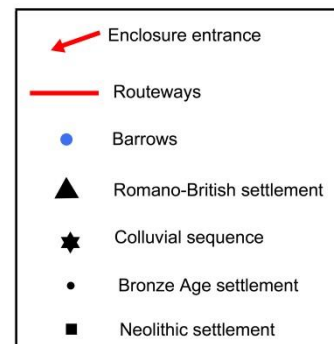 Enclosure entrance
Routeways
Barrows
Romano-British settlement
Colluvial sequence
Bronze Age settlement
Neolithic settlement